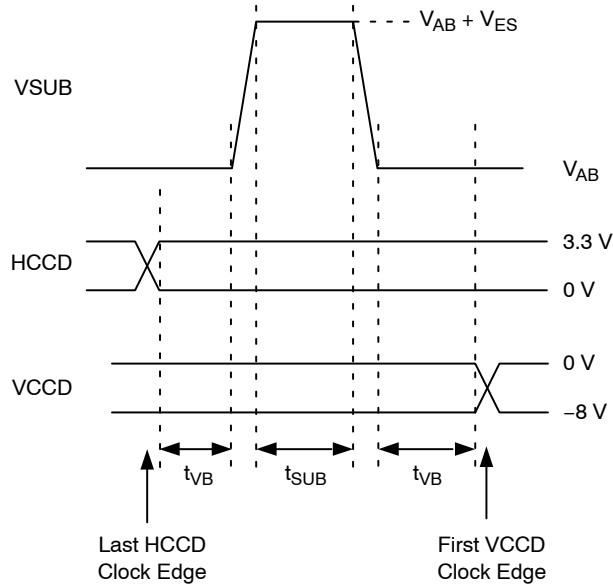 V_AB + V_ES
VSUB
V_AB
3.3 V
HCCD
0 V
0 V
VCCD
−8 V
t_VB
t_SUB
t_VB
Last HCCD
Clock Edge
First VCCD
Clock Edge